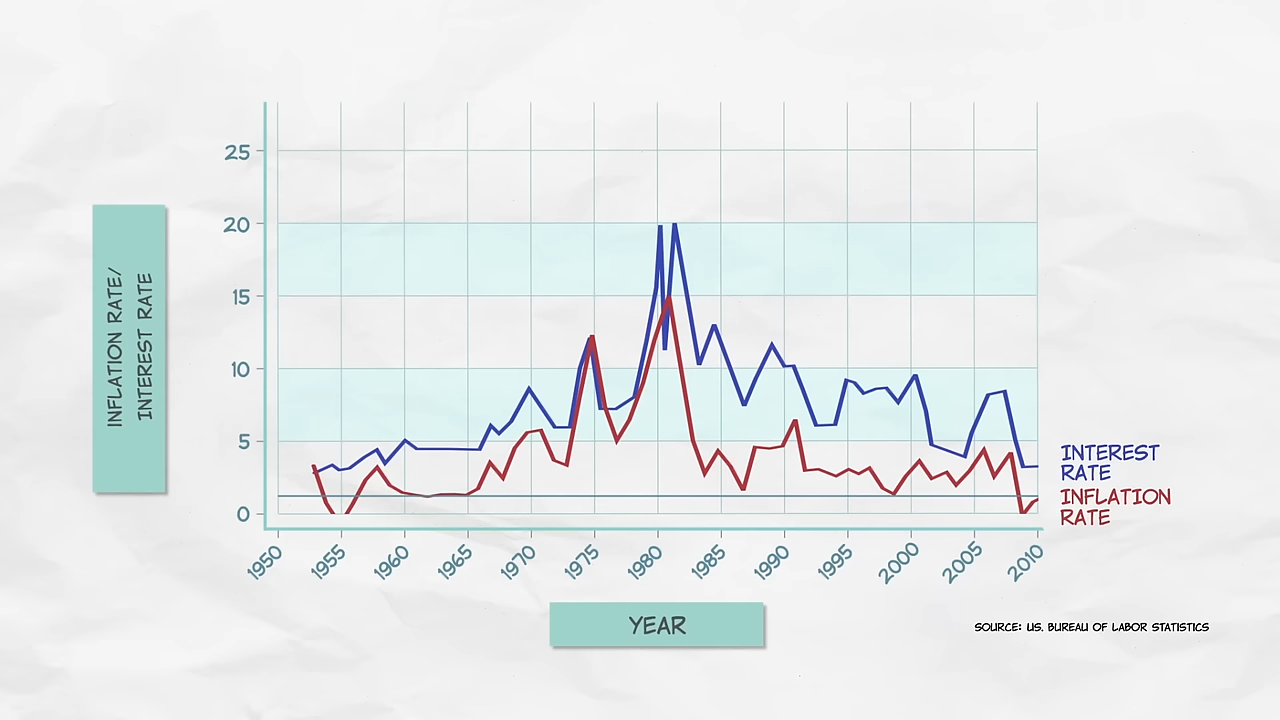 25
20
15
10
5
0
INFLATION RATE/
INTEREST RATE
INTEREST
RATE
INFLATION
RATE
1950
1955
1960
1965
1970
1975
1980
1985
1990
1995
2000
2005
2010
YEAR
SOURCE: U.S. BUREAU OF LABOR STATISTICS